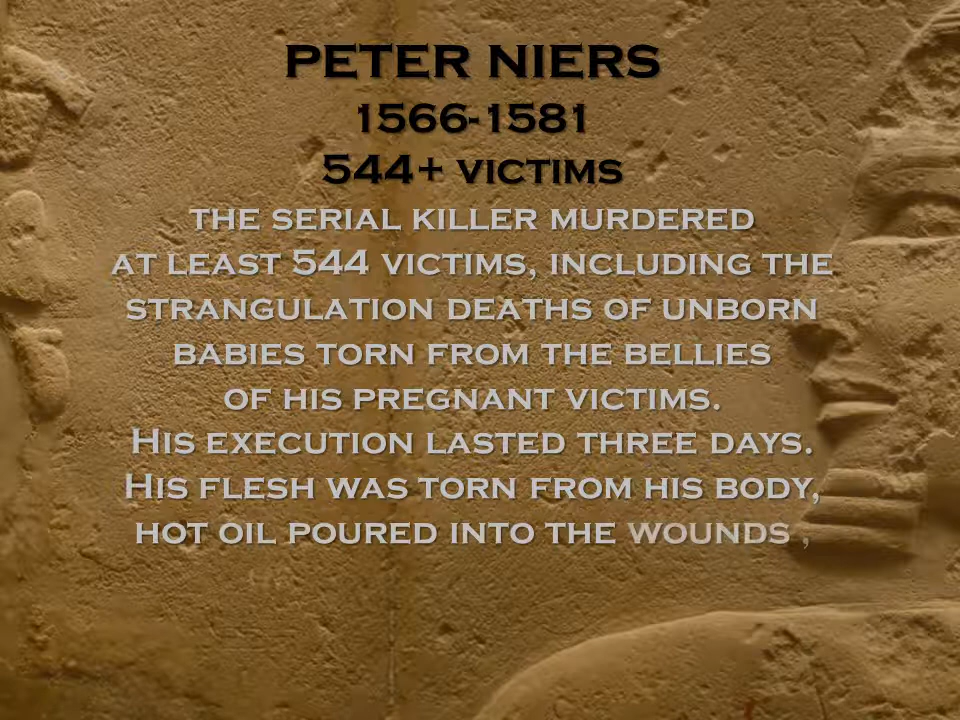 PETER NIERS
1566-1581
544+ VICTIMS
THE SERIAL KILLER MURDERED
AT LEAST 544 VICTIMS, INCLUDING THE
STRANGULATION DEATHS OF UNBORN
BABIES TORN FROM THE BELLIES
OF HIS PREGNANT VICTIMS.
HIS EXECUTION LASTED THREE DAYS.
HIS FLESH WAS TORN FROM HIS BODY,
HOT OIL POURED INTO THE WOUNDS ,